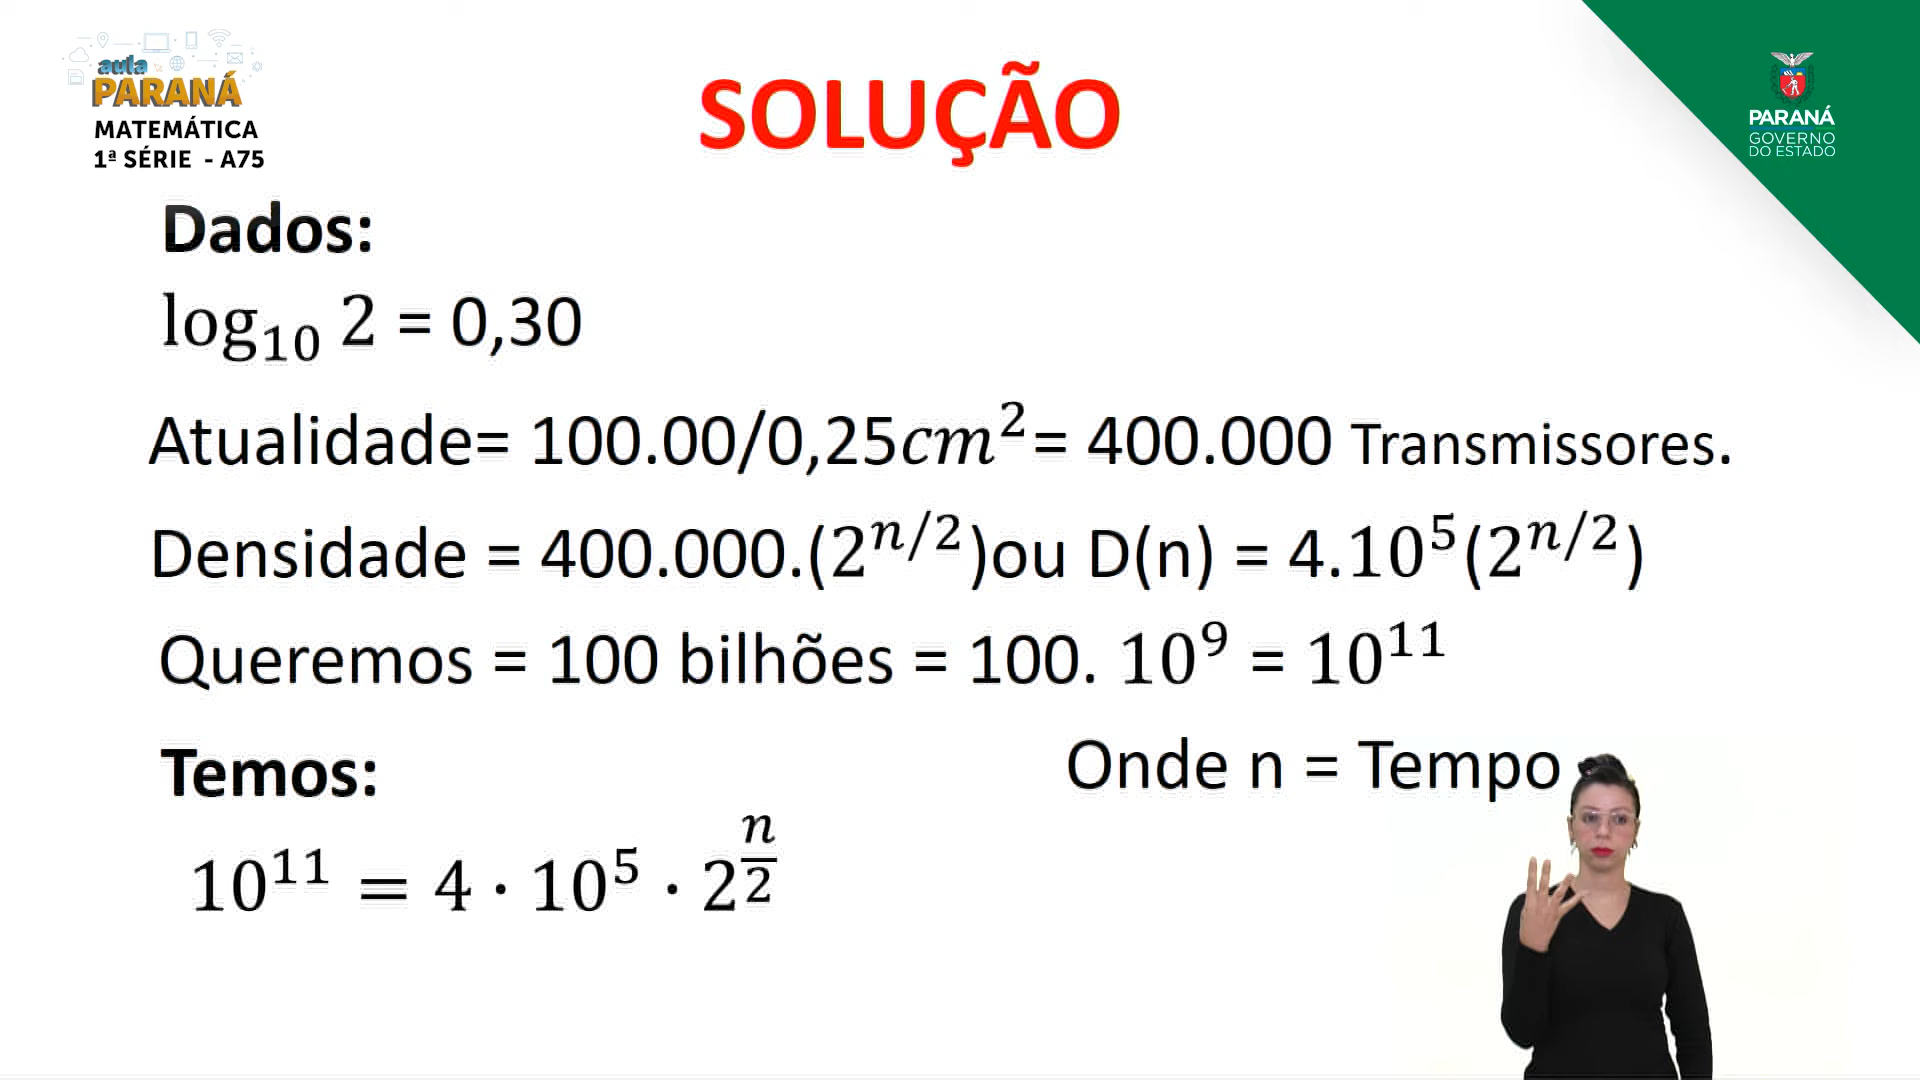 aula
PARANÁ
MATEMÁTICA
1ª SÉRIE - A75
SOLUÇÃO
PARANÁ
GOVERNO
DO ESTADO
Dados:
log₁₀ 2 = 0,30
Atualidade= 100.00/0,25cm²= 400.000 Transmissores.
Densidade = 400.000.(2^{n/2})ou D(n) = 4.10⁵(2^{n/2})
Queremos = 100 bilhões = 100. 10⁹ = 10¹¹
Temos:
Onde n = Tempo
10¹¹ = 4 · 10⁵ · 2^{n/2}